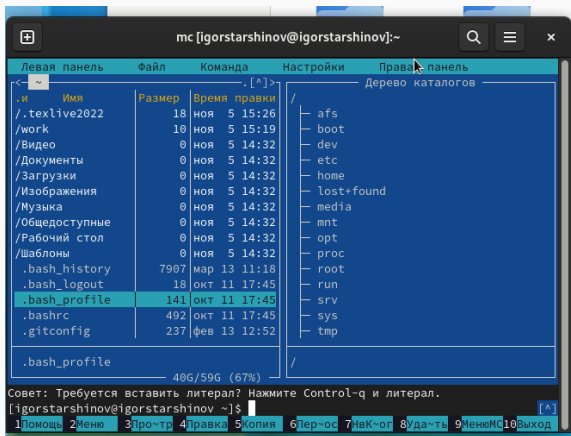 mc [igorstarshinov@igorstarshinov]:~
Левая панель Файл Команда Настройки Правая панель
<— ~ .[^]>
Дерево каталогов
.и Имя Размер Время правки
/.texlive2022 18 ноя 5 15:26
/work 10 ноя 5 15:19
/Видео 0 ноя 5 14:32
/Документы 0 ноя 5 14:32
/Загрузки 0 ноя 5 14:32
/Изображения 0 ноя 5 14:32
/Музыка 0 ноя 5 14:32
/Общедоступные 0 ноя 5 14:32
/Рабочий стол 0 ноя 5 14:32
/Шаблоны 0 ноя 5 14:32
.bash_history 7907 мар 13 11:18
.bash_logout 18 окт 11 17:45
.bash_profile 141 окт 11 17:45
.bashrc 492 окт 11 17:45
.gitconfig 237 фев 13 12:52
.bash_profile
40G/59G (67%)
/
afs
boot
dev
etc
home
lost+found
media
mnt
opt
proc
root
run
srv
sys
tmp
/
Совет: Требуется вставить литерал? Нажмите Control-q и литерал.
[igorstarshinov@igorstarshinov ~]$ [^]
1Помощь 2Меню 3Про~тр 4Правка 5Копия 6Пер~ос 7НвК~ог 8Уда~ть 9МенюMC 10Выход